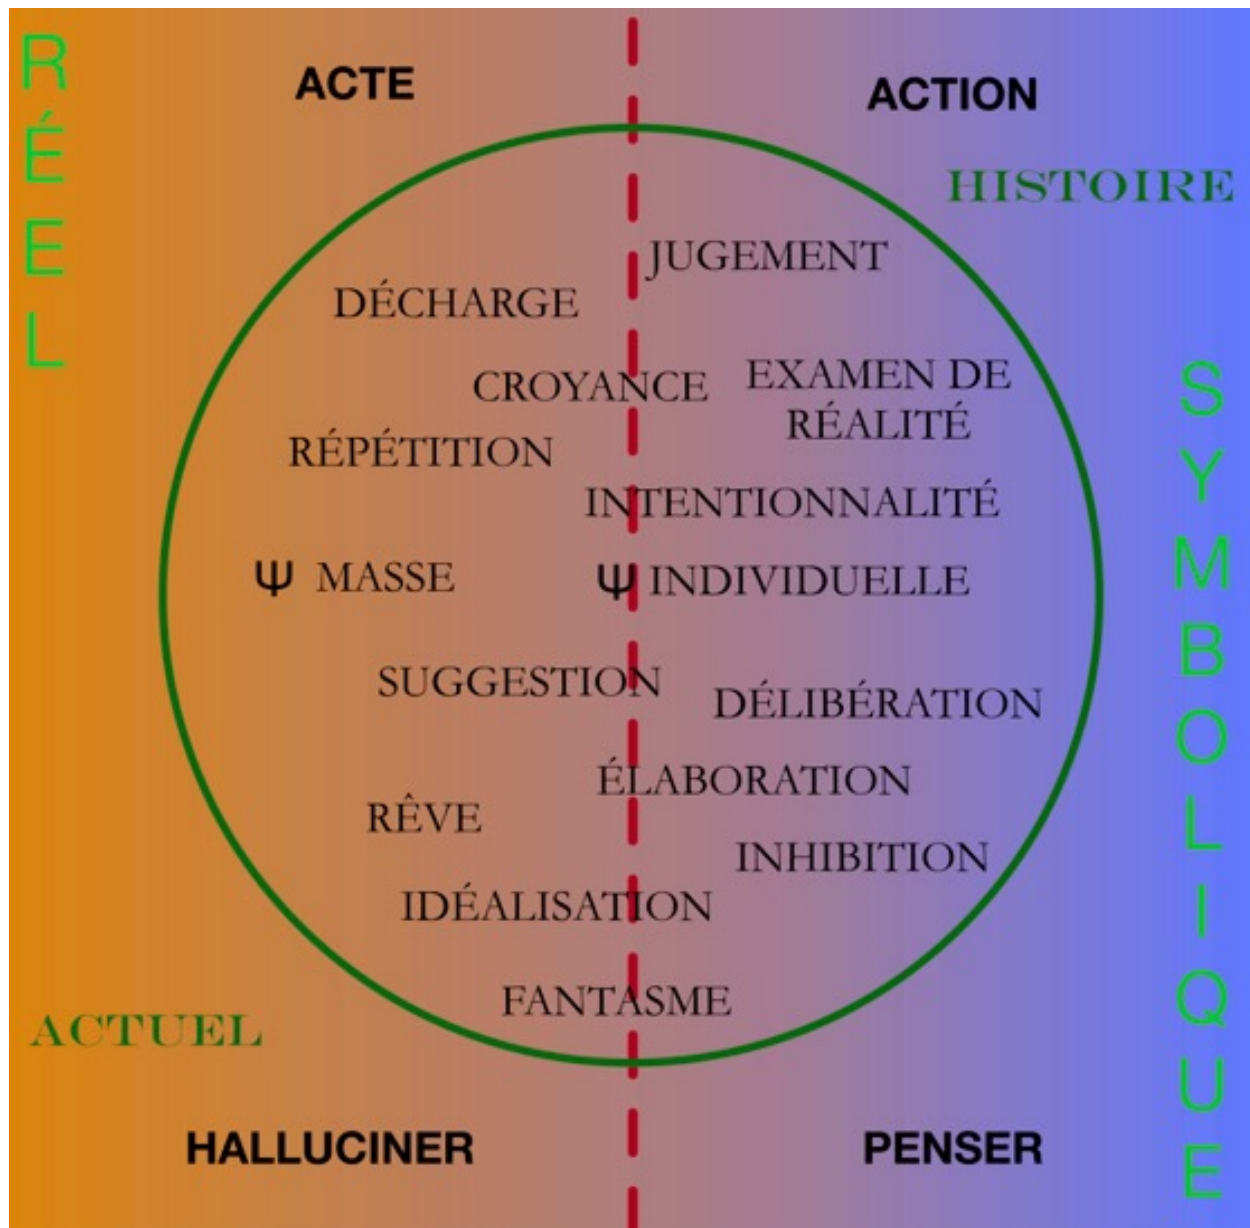 RÉEL
ACTE
ACTION
HISTOIRE
JUGEMENT
DÉCHARGE
CROYANCE
EXAMEN DE
RÉALITÉ
RÉPÉTITION
INTENTIONNALITÉ
Ψ MASSE
Ψ INDIVIDUELLE
SUGGESTION
DÉLIBÉRATION
ÉLABORATION
RÊVE
INHIBITION
IDÉALISATION
FANTASME
SYMBOLIQUE
ACTUEL
HALLUCINER
PENSER